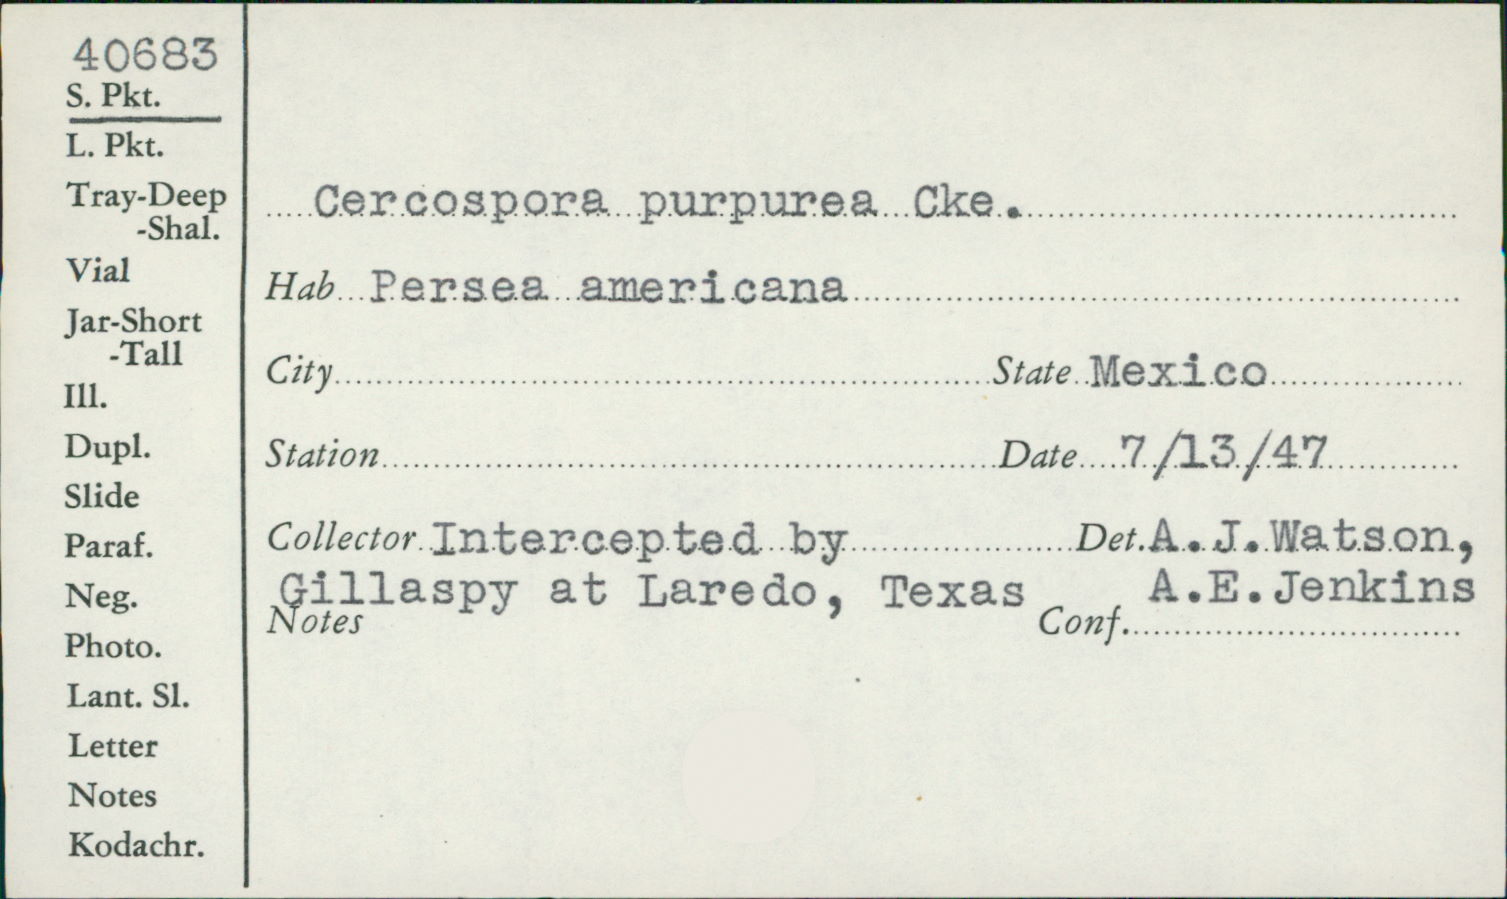 40683
S. Pkt.
L. Pkt.
Tray-Deep
-Shal.
Vial
Jar-Short
-Tall
Ill.
Dupl.
Slide
Paraf.
Neg.
Photo.
Lant. Sl.
Letter
Notes
Kodachr.
Cercospora purpurea Cke.
Hab Persea americana
City State Mexico
Station Date 7/13/47
Collector Intercepted by Det. A.J.Watson,
Gillaspy at Laredo, Texas A.E.Jenkins
Notes Conf.